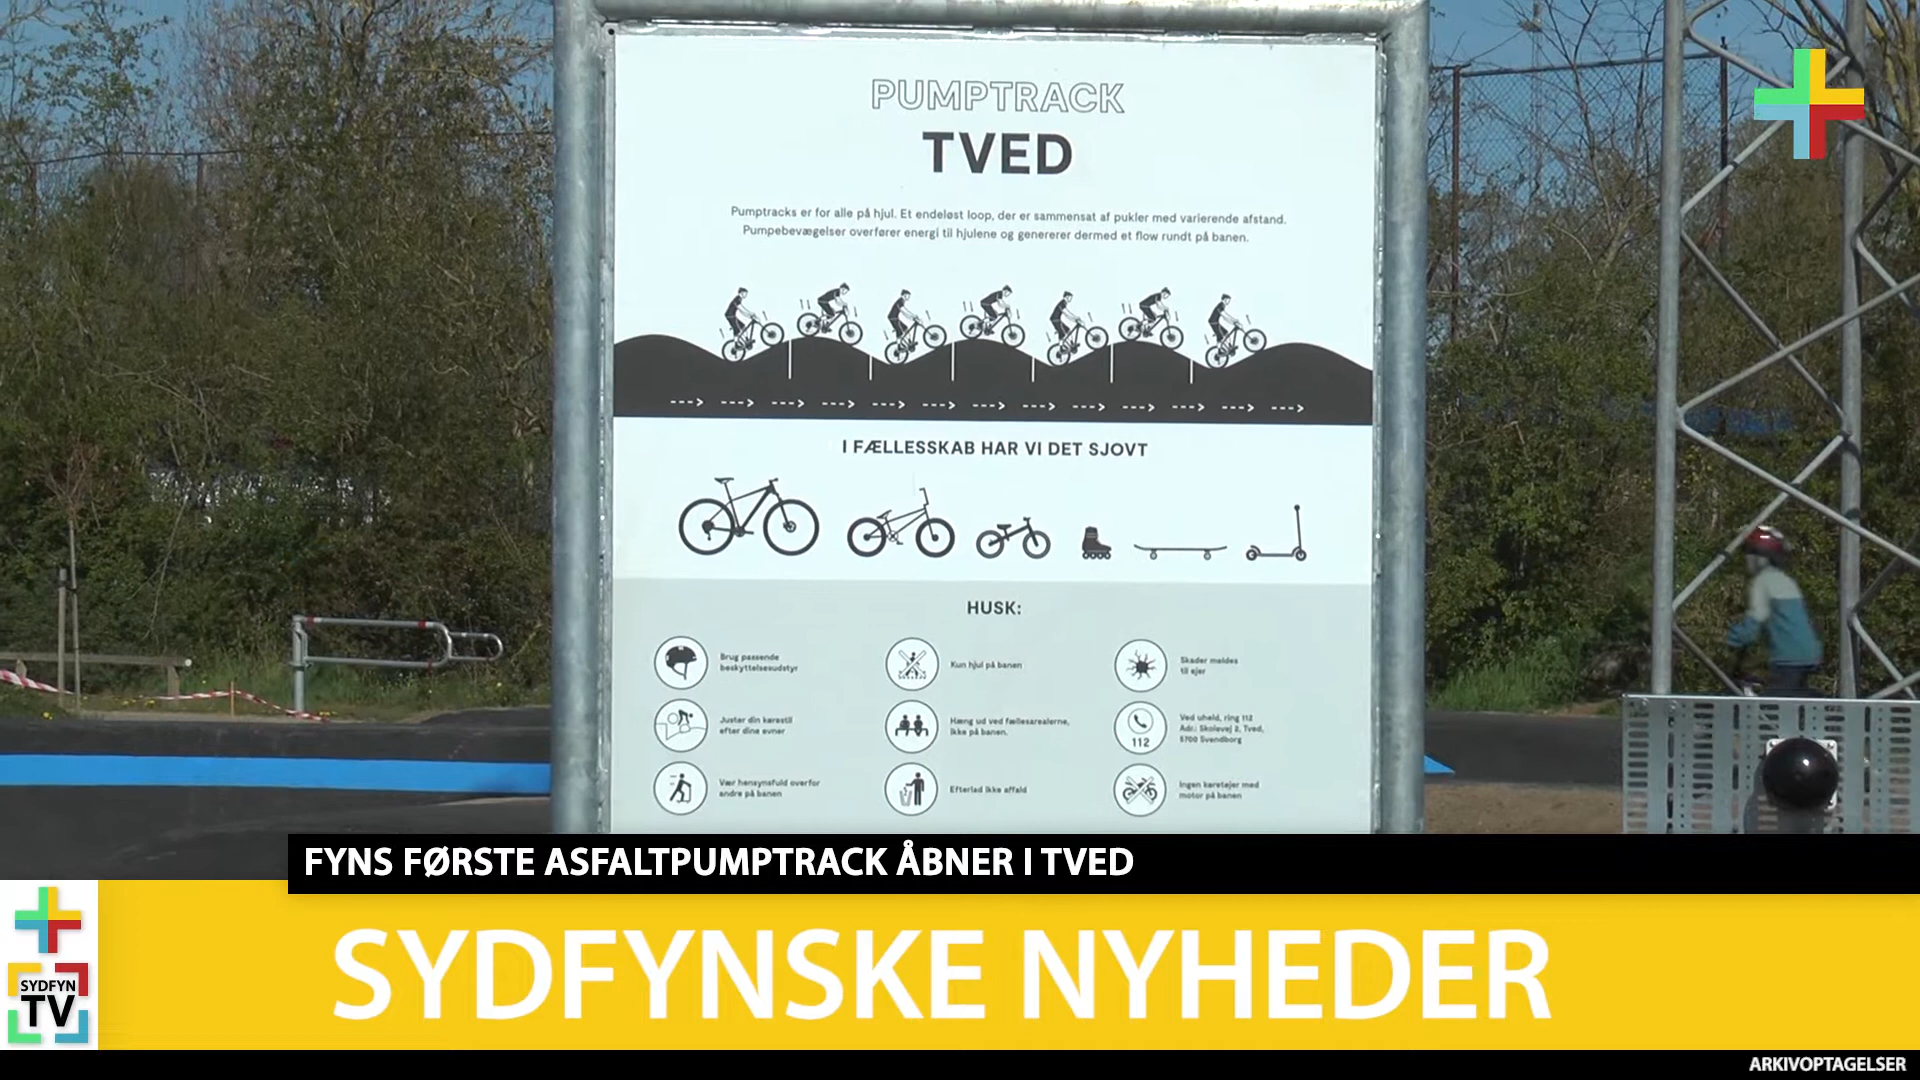 PUMPTRACK
TVED
Pumptracks er for alle på hjul. Et endeløst loop, der er sammensat af pukler med varierende afstand.
Pumpebevægelser overfører energi til hjulene og genererer dermed et flow rundt på banen.
I FÆLLESSKAB HAR VI DET SJOVT
HUSK:
Brug passende
beskyttelsesudstyr
Kun hjul på banen
Skader meldes
til ejer
Juster din kørestil
efter dine evner
Hæng ud ved fællesarealerne,
ikke på banen.
112
Ved uheld, ring 112
Adr.: Skolevej 2, Tved,
5700 Svendborg
Vær hensynsfuld overfor
andre på banen
Efterlad ikke affald
Ingen køretøjer med
motor på banen
FYNS FØRSTE ASFALTPUMPTRACK ÅBNER I TVED
SYDFYNSKE NYHEDER
SYDFYN
TV
ARKIVOPTAGELSER